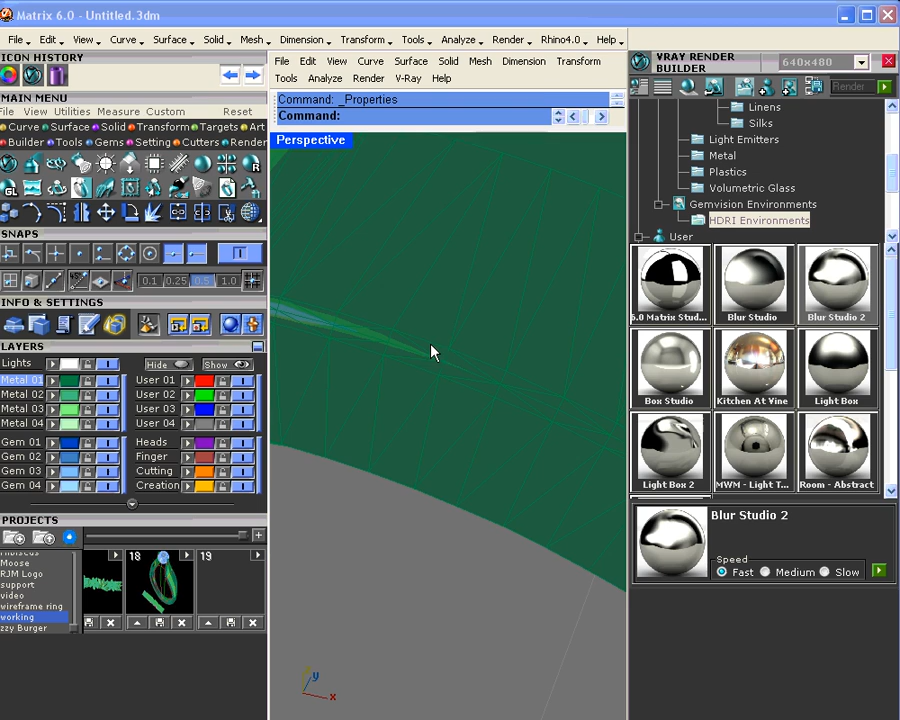 Matrix 6.0 - Untitled.3dm
File. Edit. View. Curve. Surface. Solid. Mesh. Dimension. Transform. Tools. Analyze. Render. Rhino4.0. Help.
ICON HISTORY
MAIN MENU
File View Utilities Measure Custom Reset
Curve Surface Solid Transform Targets Art
Builder Tools Gems Setting Cutters Render
SNAPS
0.1 0.25 0.5 1.0
INFO & SETTINGS
LAYERS
Lights Hide Show
Metal 01 User 01
Metal 02 User 02
Metal 03 User 03
Metal 04 User 04
Gem 01 Heads
Gem 02 Finger
Gem 03 Cutting
Gem 04 Creation
PROJECTS
Moose
RJM Logo
support
video
wireframe ring
working
zzy Burger
18 19
File Edit View Curve Surface Solid Mesh Dimension Transform
Tools Analyze Render V-Ray Help
Command: _Properties
Command:
Perspective
y
x
VRAY RENDER
BUILDER
640x480
Render
Linens
Silks
Light Emitters
Metal
Plastics
Volumetric Glass
Gemvision Environments
HDRI Environments
User
6.0 Matrix Stud... Blur Studio Blur Studio 2
Box Studio Kitchen At Vine Light Box
Light Box 2 MWM - Light T... Room - Abstract
Blur Studio 2
Speed
Fast Medium Slow